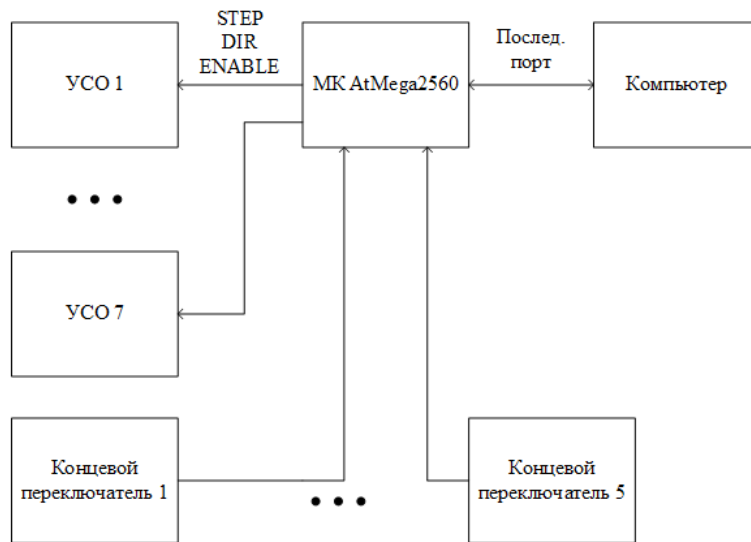 STEP
DIR
ENABLE
УСО 1
МК AtMega2560
Послед.
порт
Компьютер
УСО 7
Концевой
переключатель 1
Концевой
переключатель 5